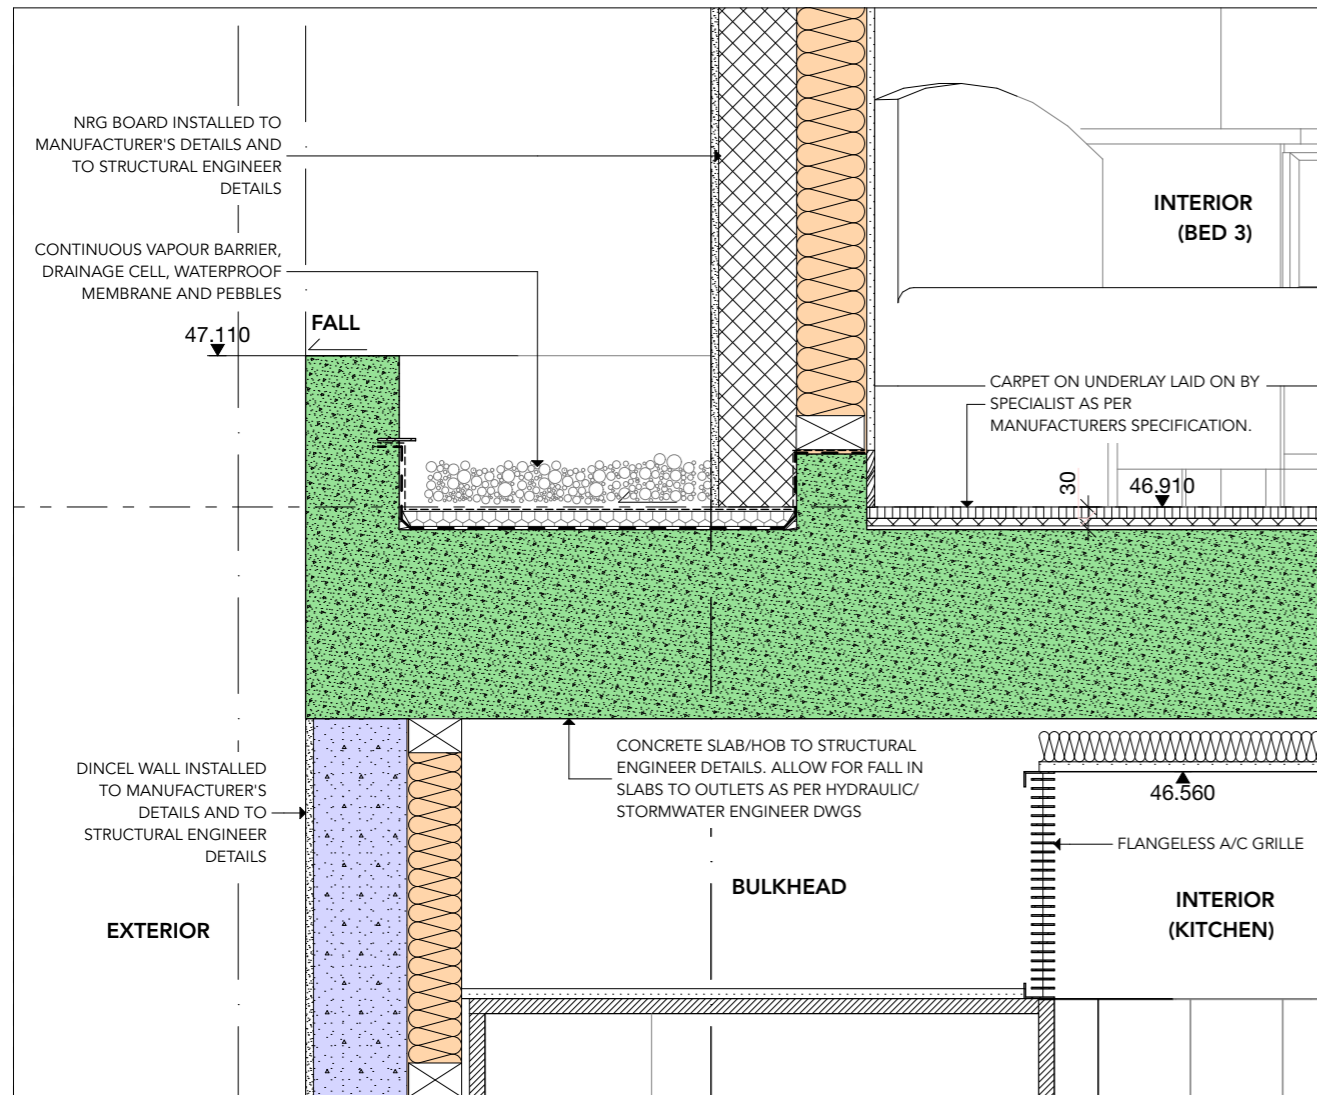 NRG BOARD INSTALLED TO
MANUFACTURER'S DETAILS AND
TO STRUCTURAL ENGINEER
DETAILS
CONTINUOUS VAPOUR BARRIER,
DRAINAGE CELL, WATERPROOF
MEMBRANE AND PEBBLES
47.110
FALL
INTERIOR
(BED 3)
CARPET ON UNDERLAY LAID ON BY
SPECIALIST AS PER
MANUFACTURERS SPECIFICATION.
30
46.910
DINCEL WALL INSTALLED
TO MANUFACTURER'S
DETAILS AND TO
STRUCTURAL ENGINEER
DETAILS
CONCRETE SLAB/HOB TO STRUCTURAL
ENGINEER DETAILS. ALLOW FOR FALL IN
SLABS TO OUTLETS AS PER HYDRAULIC/
STORMWATER ENGINEER DWGS
46.560
FLANGELESS A/C GRILLE
EXTERIOR
BULKHEAD
INTERIOR
(KITCHEN)